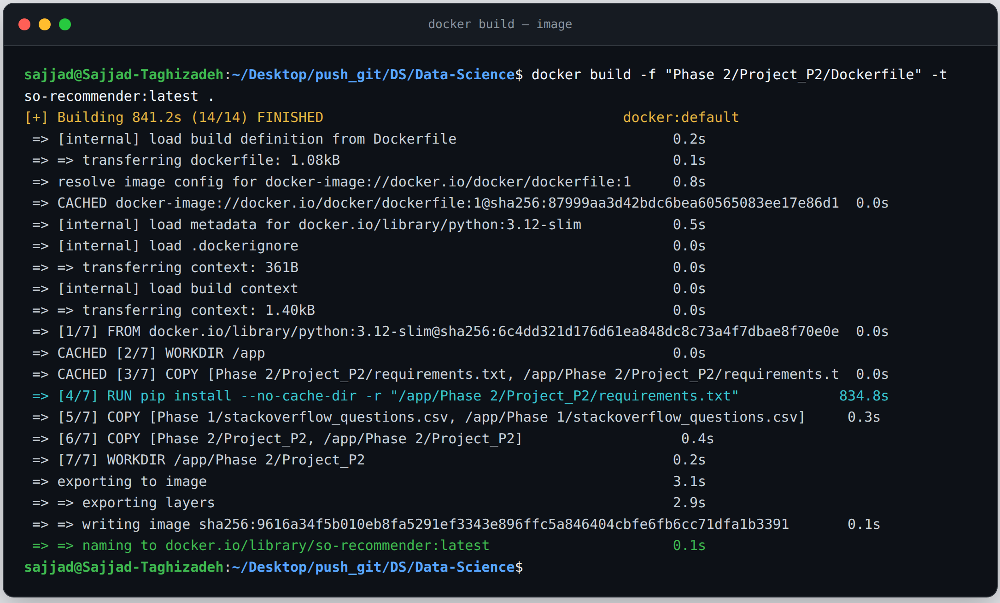 docker build — image
sajjad@Sajjad-Taghizadeh:~/Desktop/push_git/DS/Data-Science$ docker build -f "Phase 2/Project_P2/Dockerfile" -t
so-recommender:latest .
[+] Building 841.2s (14/14) FINISHED docker:default
=> [internal] load build definition from Dockerfile 0.2s
=> => transferring dockerfile: 1.08kB 0.1s
=> resolve image config for docker-image://docker.io/docker/dockerfile:1 0.8s
=> CACHED docker-image://docker.io/docker/dockerfile:1@sha256:87999aa3d42bdc6bea60565083ee17e86d1 0.0s
=> [internal] load metadata for docker.io/library/python:3.12-slim 0.5s
=> [internal] load .dockerignore 0.0s
=> => transferring context: 361B 0.0s
=> [internal] load build context 0.0s
=> => transferring context: 1.40kB 0.0s
=> [1/7] FROM docker.io/library/python:3.12-slim@sha256:6c4dd321d176d61ea848dc8c73a4f7dbae8f70e0e 0.0s
=> CACHED [2/7] WORKDIR /app 0.0s
=> CACHED [3/7] COPY [Phase 2/Project_P2/requirements.txt, /app/Phase 2/Project_P2/requirements.t 0.0s
=> [4/7] RUN pip install --no-cache-dir -r "/app/Phase 2/Project_P2/requirements.txt" 834.8s
=> [5/7] COPY [Phase 1/stackoverflow_questions.csv, /app/Phase 1/stackoverflow_questions.csv] 0.3s
=> [6/7] COPY [Phase 2/Project_P2, /app/Phase 2/Project_P2] 0.4s
=> [7/7] WORKDIR /app/Phase 2/Project_P2 0.2s
=> exporting to image 3.1s
=> => exporting layers 2.9s
=> => writing image sha256:9616a34f5b010eb8fa5291ef3343e896ffc5a846404cbfe6fb6cc71dfa1b3391 0.1s
=> => naming to docker.io/library/so-recommender:latest 0.1s
sajjad@Sajjad-Taghizadeh:~/Desktop/push_git/DS/Data-Science$